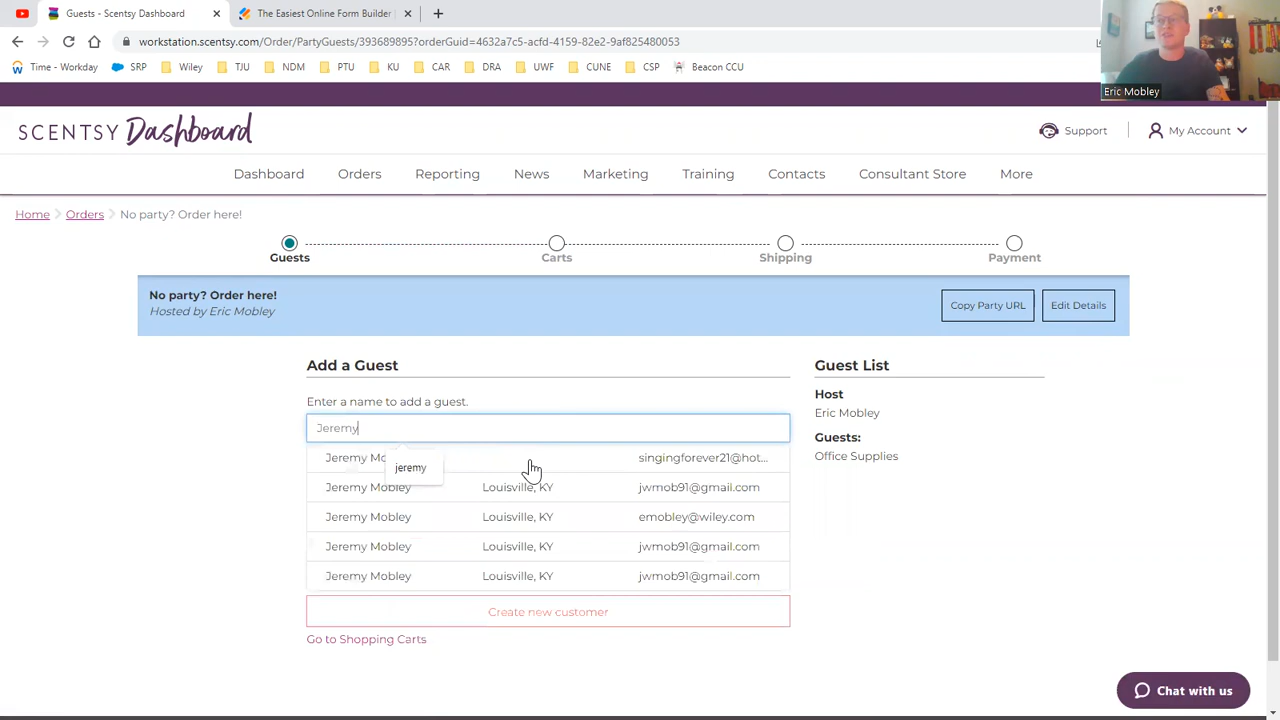 Guests - Scentsy Dashboard
The Easiest Online Form Builder
workstation.scentsy.com/Order/PartyGuests/393689895?orderGuid=4632a7c5-acfd-4159-82e2-9af825480053
Time - Workday SRP Wiley TJU NDM PTU KU CAR DRA UWF CUNE CSP Beacon CCU
Eric Mobley
SCENTSY Dashboard
Support My Account
Dashboard Orders Reporting News Marketing Training Contacts Consultant Store More
Home Orders No party? Order here!
Guests Carts Shipping Payment
No party? Order here!
Hosted by Eric Mobley
Copy Party URL Edit Details
Add a Guest
Enter a name to add a guest.
Jeremy
Jeremy Mo singingforever21@hot...
jeremy
Jeremy Mobley Louisville, KY jwmob91@gmail.com
Jeremy Mobley Louisville, KY emobley@wiley.com
Jeremy Mobley Louisville, KY jwmob91@gmail.com
Jeremy Mobley Louisville, KY jwmob91@gmail.com
Create new customer
Go to Shopping Carts
Guest List
Host
Eric Mobley
Guests:
Office Supplies
Chat with us